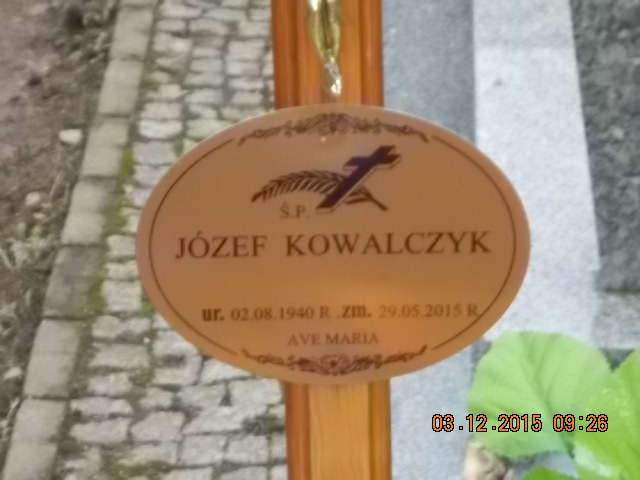 Ś.P.
JÓZEF KOWALCZYK
ur. 02.08.1940 R .zm. 29.05.2015 R
AVE MARIA
03.12.2015 09:26